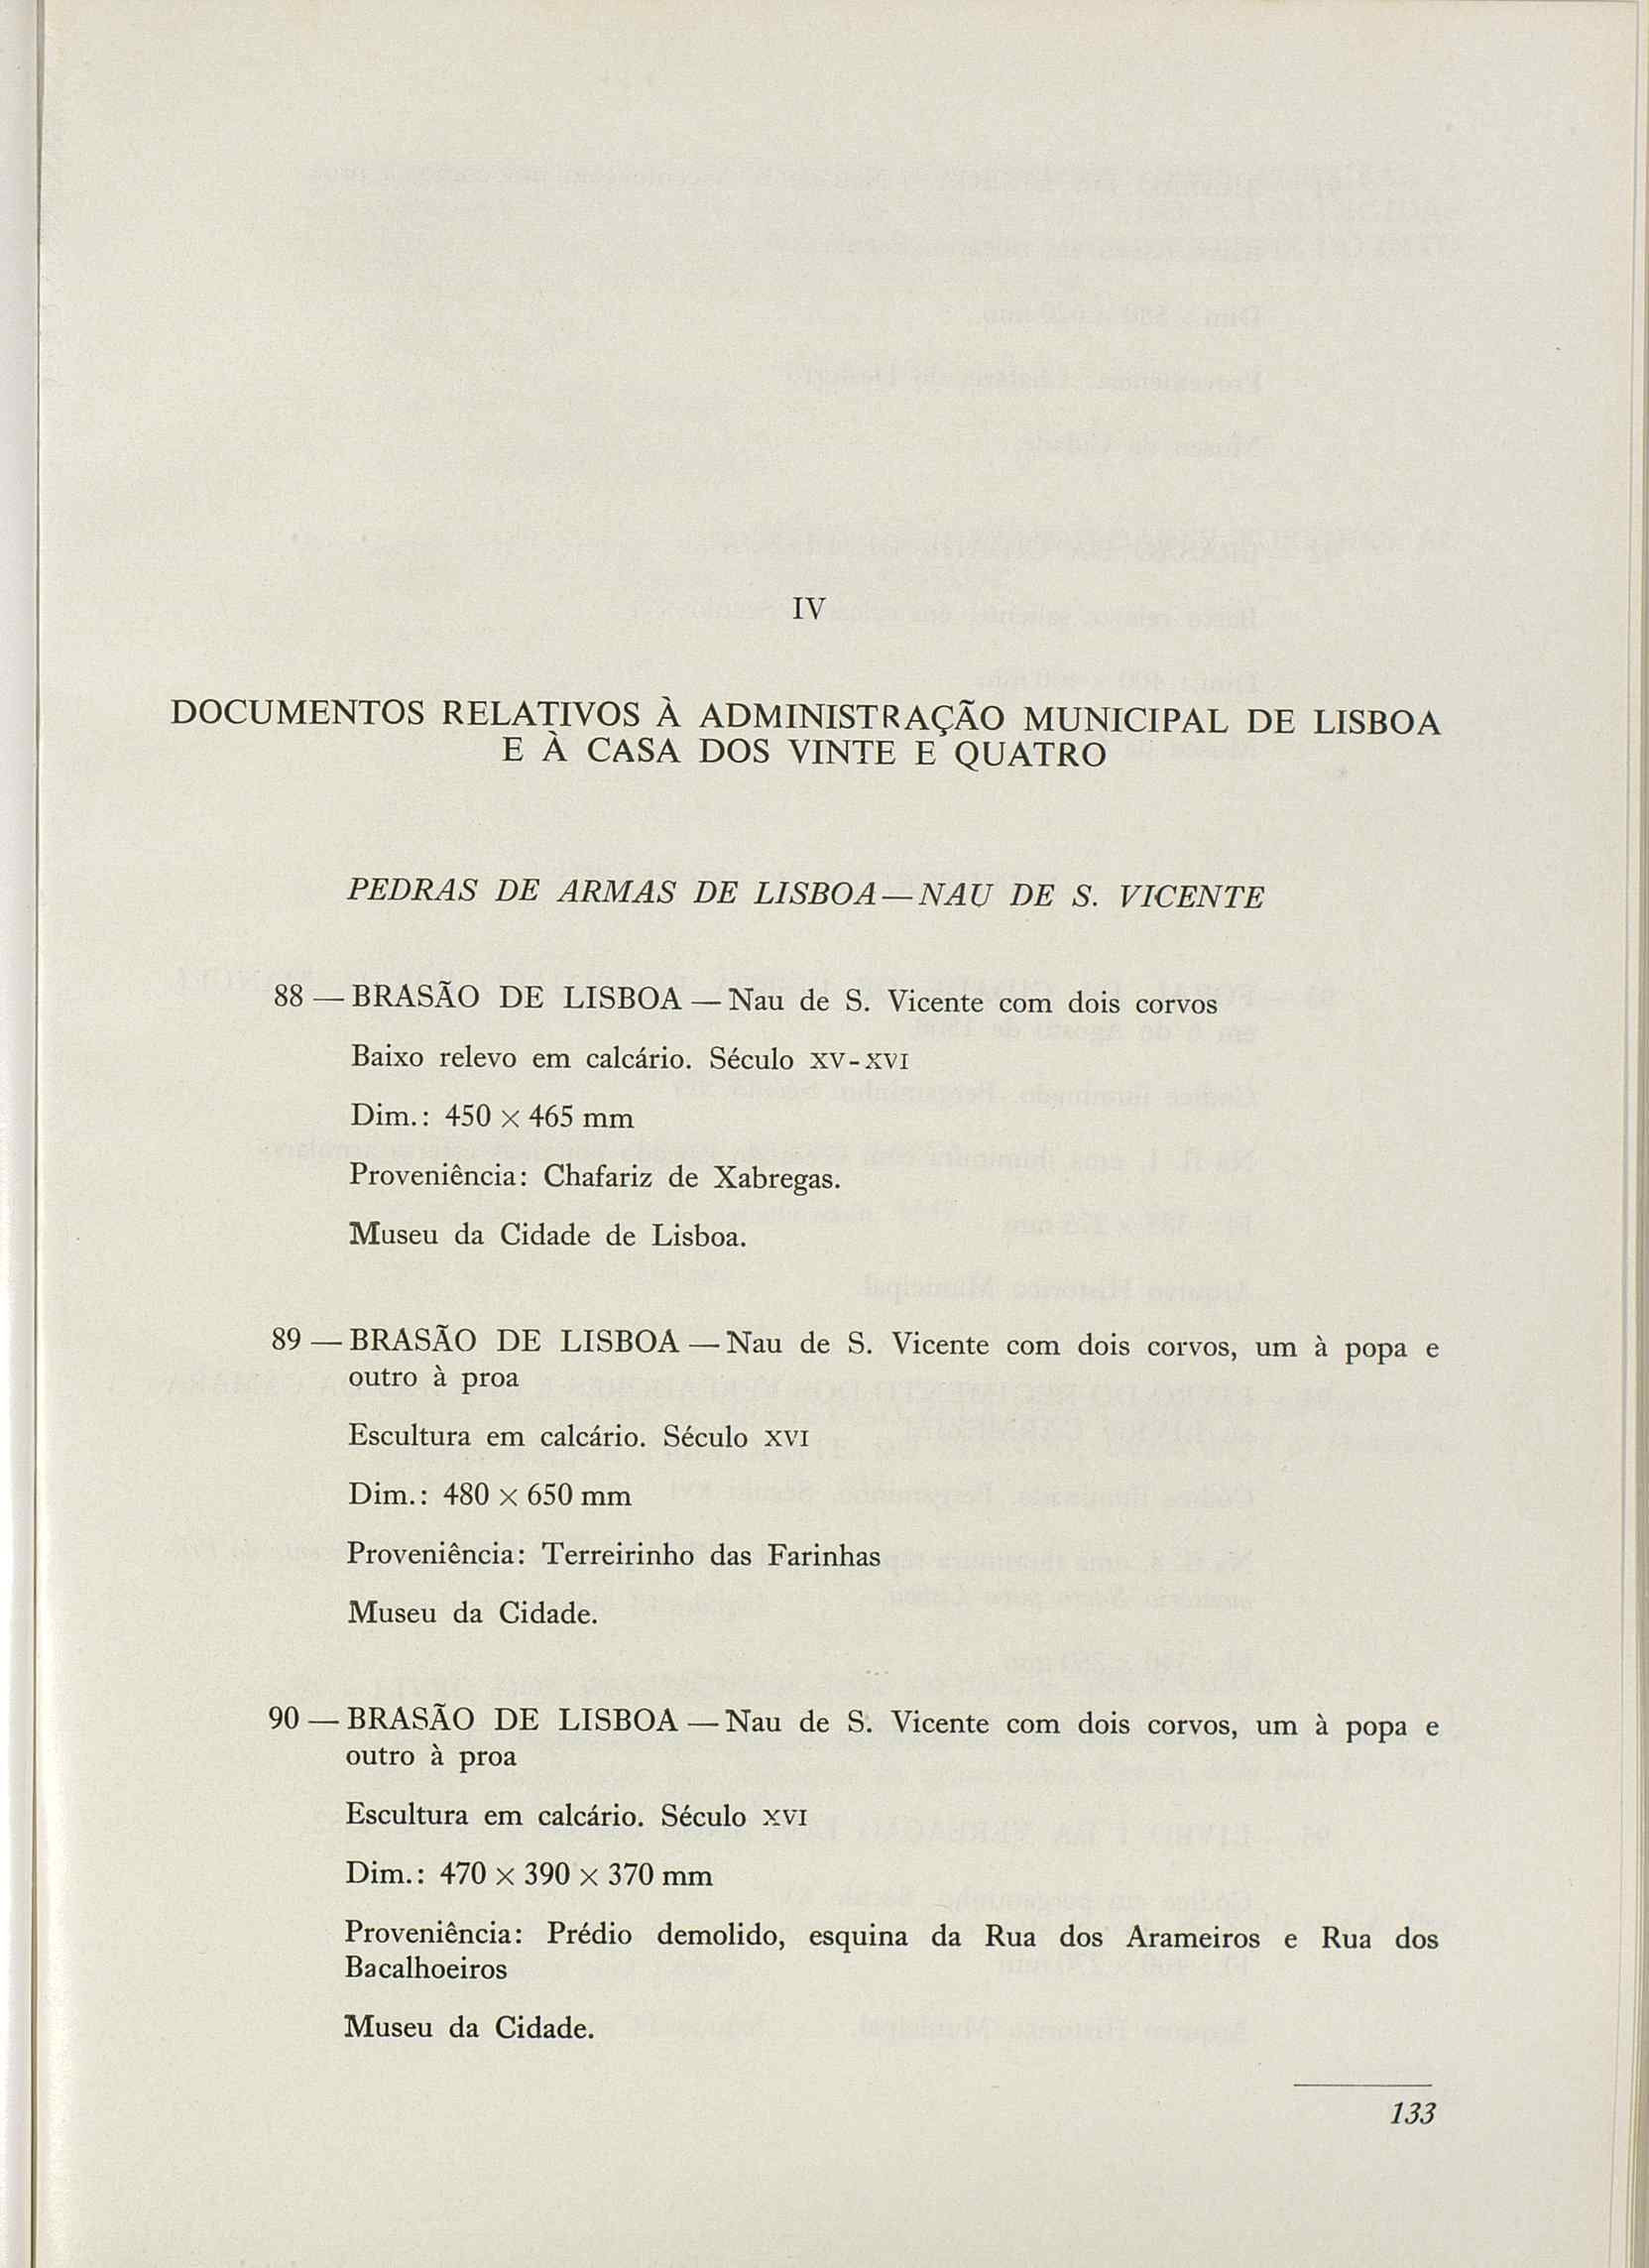 IV
DOCUMENTOS RELATIVOS À ADMINISTRAÇÃO MUNICIPAL DE LISBOA
E À CASA DOS VINTE E QUATRO
PEDRAS DE ARMAS DE LISBOA — NAU DE S. VICENTE
88 — BRASÃO DE LISBOA — Nau de S. Vicente com dois corvos
Baixo relevo em calcário. Século XV-XVI
Dim.: 450 × 465 mm
Proveniência: Chafariz de Xabregas.
Museu da Cidade de Lisboa.
89 — BRASÃO DE LISBOA — Nau de S. Vicente com dois corvos, um à popa e
outro à proa
Escultura em calcário. Século XVI
Dim.: 480 × 650 mm
Proveniência: Terreirinho das Farinhas
Museu da Cidade.
90 — BRASÃO DE LISBOA — Nau de S. Vicente com dois corvos, um à popa e
outro à proa
Escultura em calcário. Século XVI
Dim.: 470 × 390 × 370 mm
Proveniência: Prédio demolido, esquina da Rua dos Arameiros e Rua dos
Bacalhoeiros
Museu da Cidade.
133